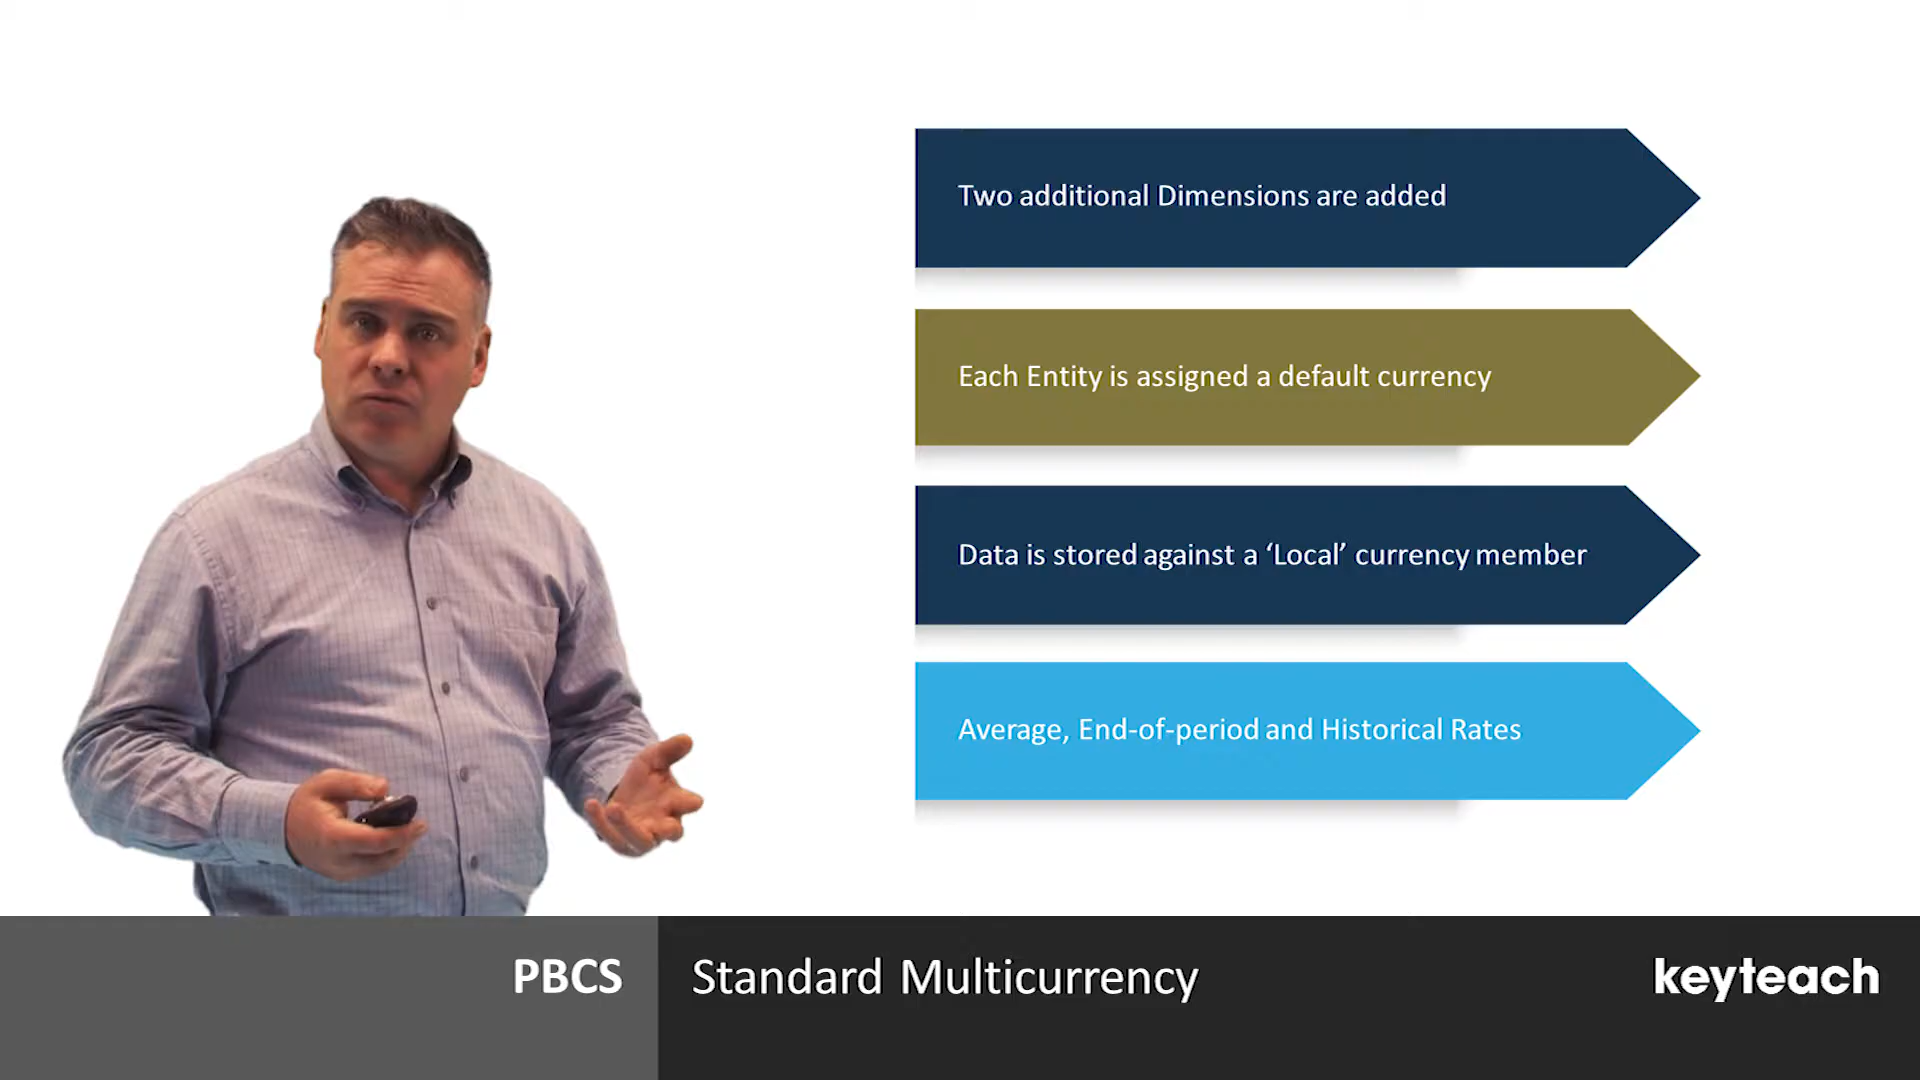 Two additional Dimensions are added
Each Entity is assigned a default currency
Data is stored against a ‘Local’ currency member
Average, End-of-period and Historical Rates
PBCS Standard Multicurrency keyteach